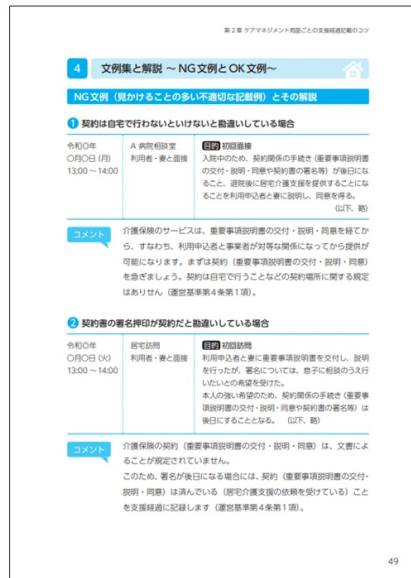 第2章 ケアマネジメント局面ごとの支援経過記載のコツ
4 文例集と解説 ～NG文例とOK文例～
NG文例（見かけることの多い不適切な記載例）とその解説
1 契約は自宅で行わないといけないと勘違いしている場合
令和〇年
〇月〇日（月）
13:00～14:00
A病院相談室
利用者・妻と面接
目的 初回面接
入院中のため、契約関係の手続き（重要事項説明書
の交付・説明・同意や契約書の署名等）が後日にな
ること、退院後に居宅介護支援を提供することにな
ることを利用申込者と妻に説明し、同意を得る。
（以下、略）
コメント
介護保険のサービスは、重要事項説明書の交付・説明・同意を経てか
ら、すなわち、利用申込者と事業者が対等な関係になってから提供が
可能になります。まずは契約（重要事項説明書の交付・説明・同意）
を急ぎましょう。契約は自宅で行うことなどの契約場所に関する規定
はありせん（運営基準第4条第1項）。
2 契約書の署名押印が契約だと勘違いしている場合
令和〇年
〇月〇日（火）
13:00～14:00
居宅訪問
利用者・妻と面接
目的 初回訪問
利用申込者と妻に重要事項説明書を交付し、説明
を行ったが、署名については、息子に相談のうえ行
いたいとの希望を受けた。
本人の強い希望のため、契約関係の手続き（重要事
項説明書の交付・説明・同意や契約書の署名等）は
後日にすることとなる。（以下、略）
コメント
介護保険の契約（重要事項説明書の交付・説明・同意）は、文書によ
ることが規定されていません。
このため、署名が後日になる場合には、契約（重要事項説明書の交付・
説明・同意）は済んでいる（居宅介護支援の依頼を受けている）こと
を支援経過に記録します（運営基準第4条第1項）。
49